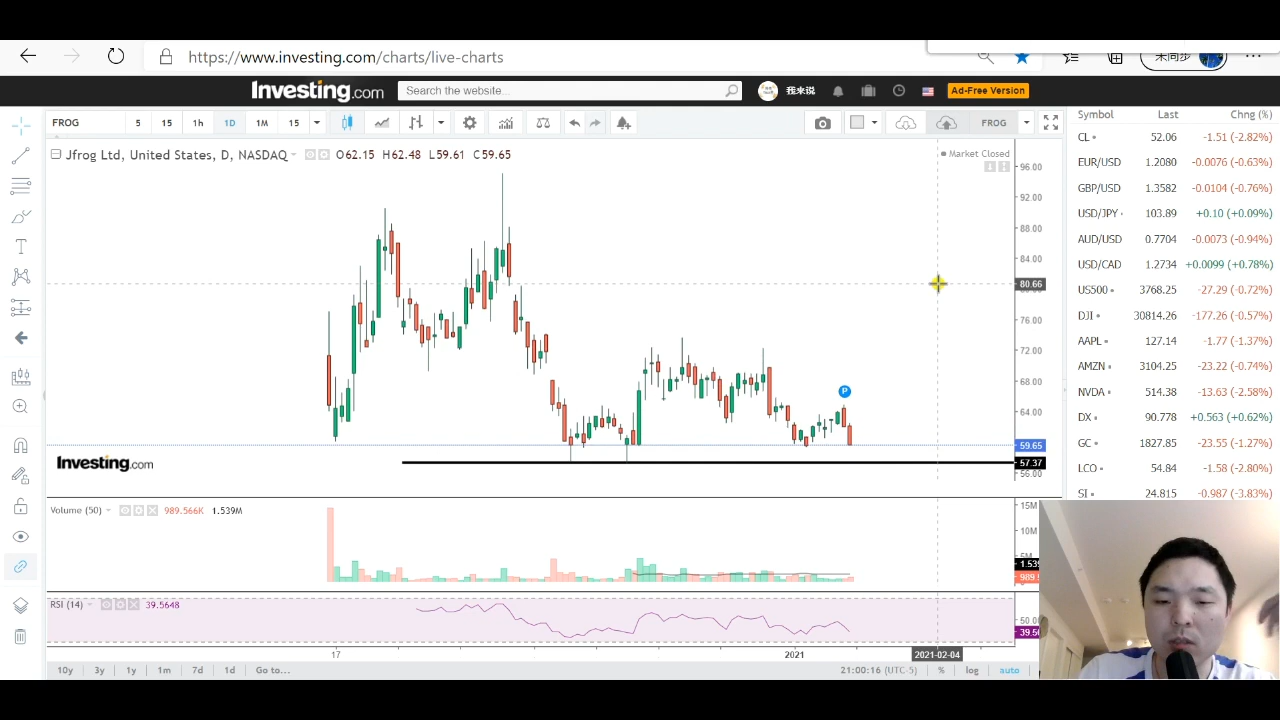 https://www.investing.com/charts/live-charts
未同步
Investing.com
Search the website...
我来说
Ad-Free Version
FROG
5
15
1h
1D
1M
15
FROG
Jfrog Ltd, United States, D, NASDAQ
O62.15 H62.48 L59.61 C59.65
Market Closed
96.00
92.00
88.00
84.00
80.66
76.00
72.00
68.00
P
64.00
59.65
57.37
56.00
Investing.com
Volume (50)
989.566K
1.539M
15M
10M
RSI (14)
39.5648
50.00
17
2021
2021-02-04
10y
3y
1y
1m
7d
1d
Go to...
21:00:16 (UTC-5)
%
log
auto
Symbol Last Chng (%)
CL 52.06 -1.51 (-2.82%)
EUR/USD 1.2080 -0.0076 (-0.63%)
GBP/USD 1.3582 -0.0104 (-0.76%)
USD/JPY 103.89 +0.10 (+0.09%)
AUD/USD 0.7704 -0.0073 (-0.94%)
USD/CAD 1.2734 +0.0099 (+0.78%)
US500 3768.25 -27.29 (-0.72%)
DJI 30814.26 -177.26 (-0.57%)
AAPL 127.14 -1.77 (-1.37%)
AMZN 3104.25 -23.22 (-0.74%)
NVDA 514.38 -13.63 (-2.58%)
DX 90.778 +0.563 (+0.62%)
GC 1827.85 -23.55 (-1.27%)
LCO 54.84 -1.58 (-2.80%)
SI 24.815 -0.987 (-3.83%)